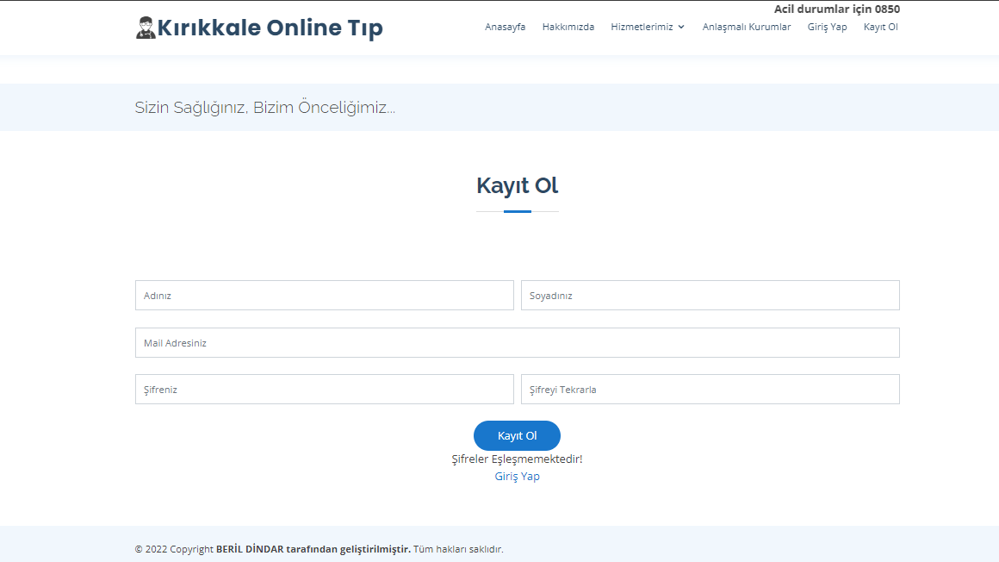 Acil durumlar için 0850
Kırıkkale Online Tıp
Anasayfa Hakkımızda Hizmetlerimiz Anlaşmalı Kurumlar Giriş Yap Kayıt Ol
Sizin Sağlığınız, Bizim Önceliğimiz...
Kayıt Ol
Adınız Soyadınız
Mail Adresiniz
Şifreniz Şifreyi Tekrarla
Kayıt Ol
Şifreler Eşleşmemektedir!
Giriş Yap
© 2022 Copyright BERİL DİNDAR tarafından geliştirilmiştir. Tüm hakları saklıdır.